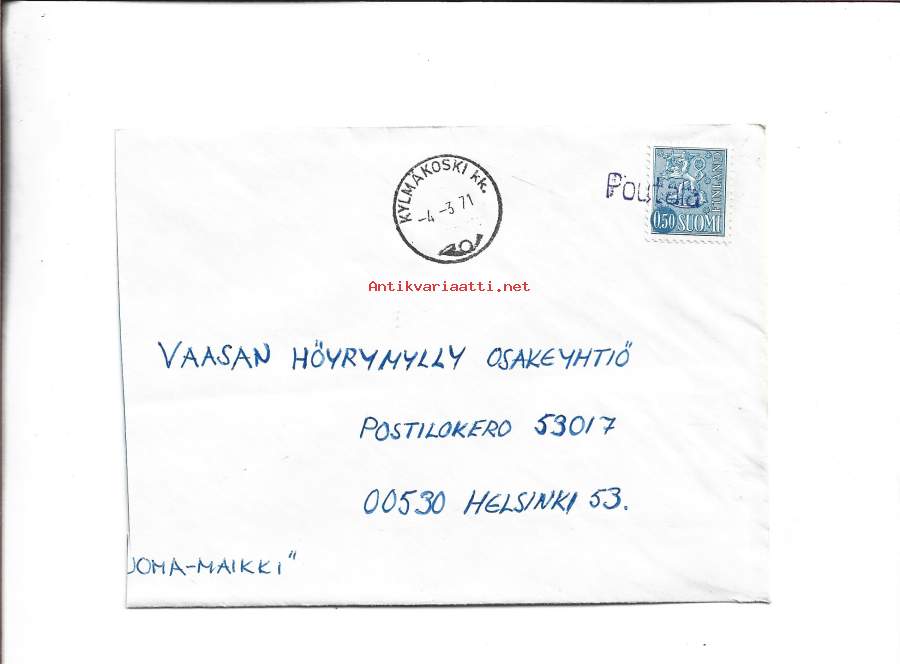 KYLMÄKOSKI kk.
-4.-3.71
Poutala
FINLAND
0,50 SUOMI
Antikvariaatti.net
VAASAN HÖYRYMYLLY OSAKEYHTIÖ
POSTILOKERO 53017
00530 HELSINKI 53.
UOMA-MAIKKI"